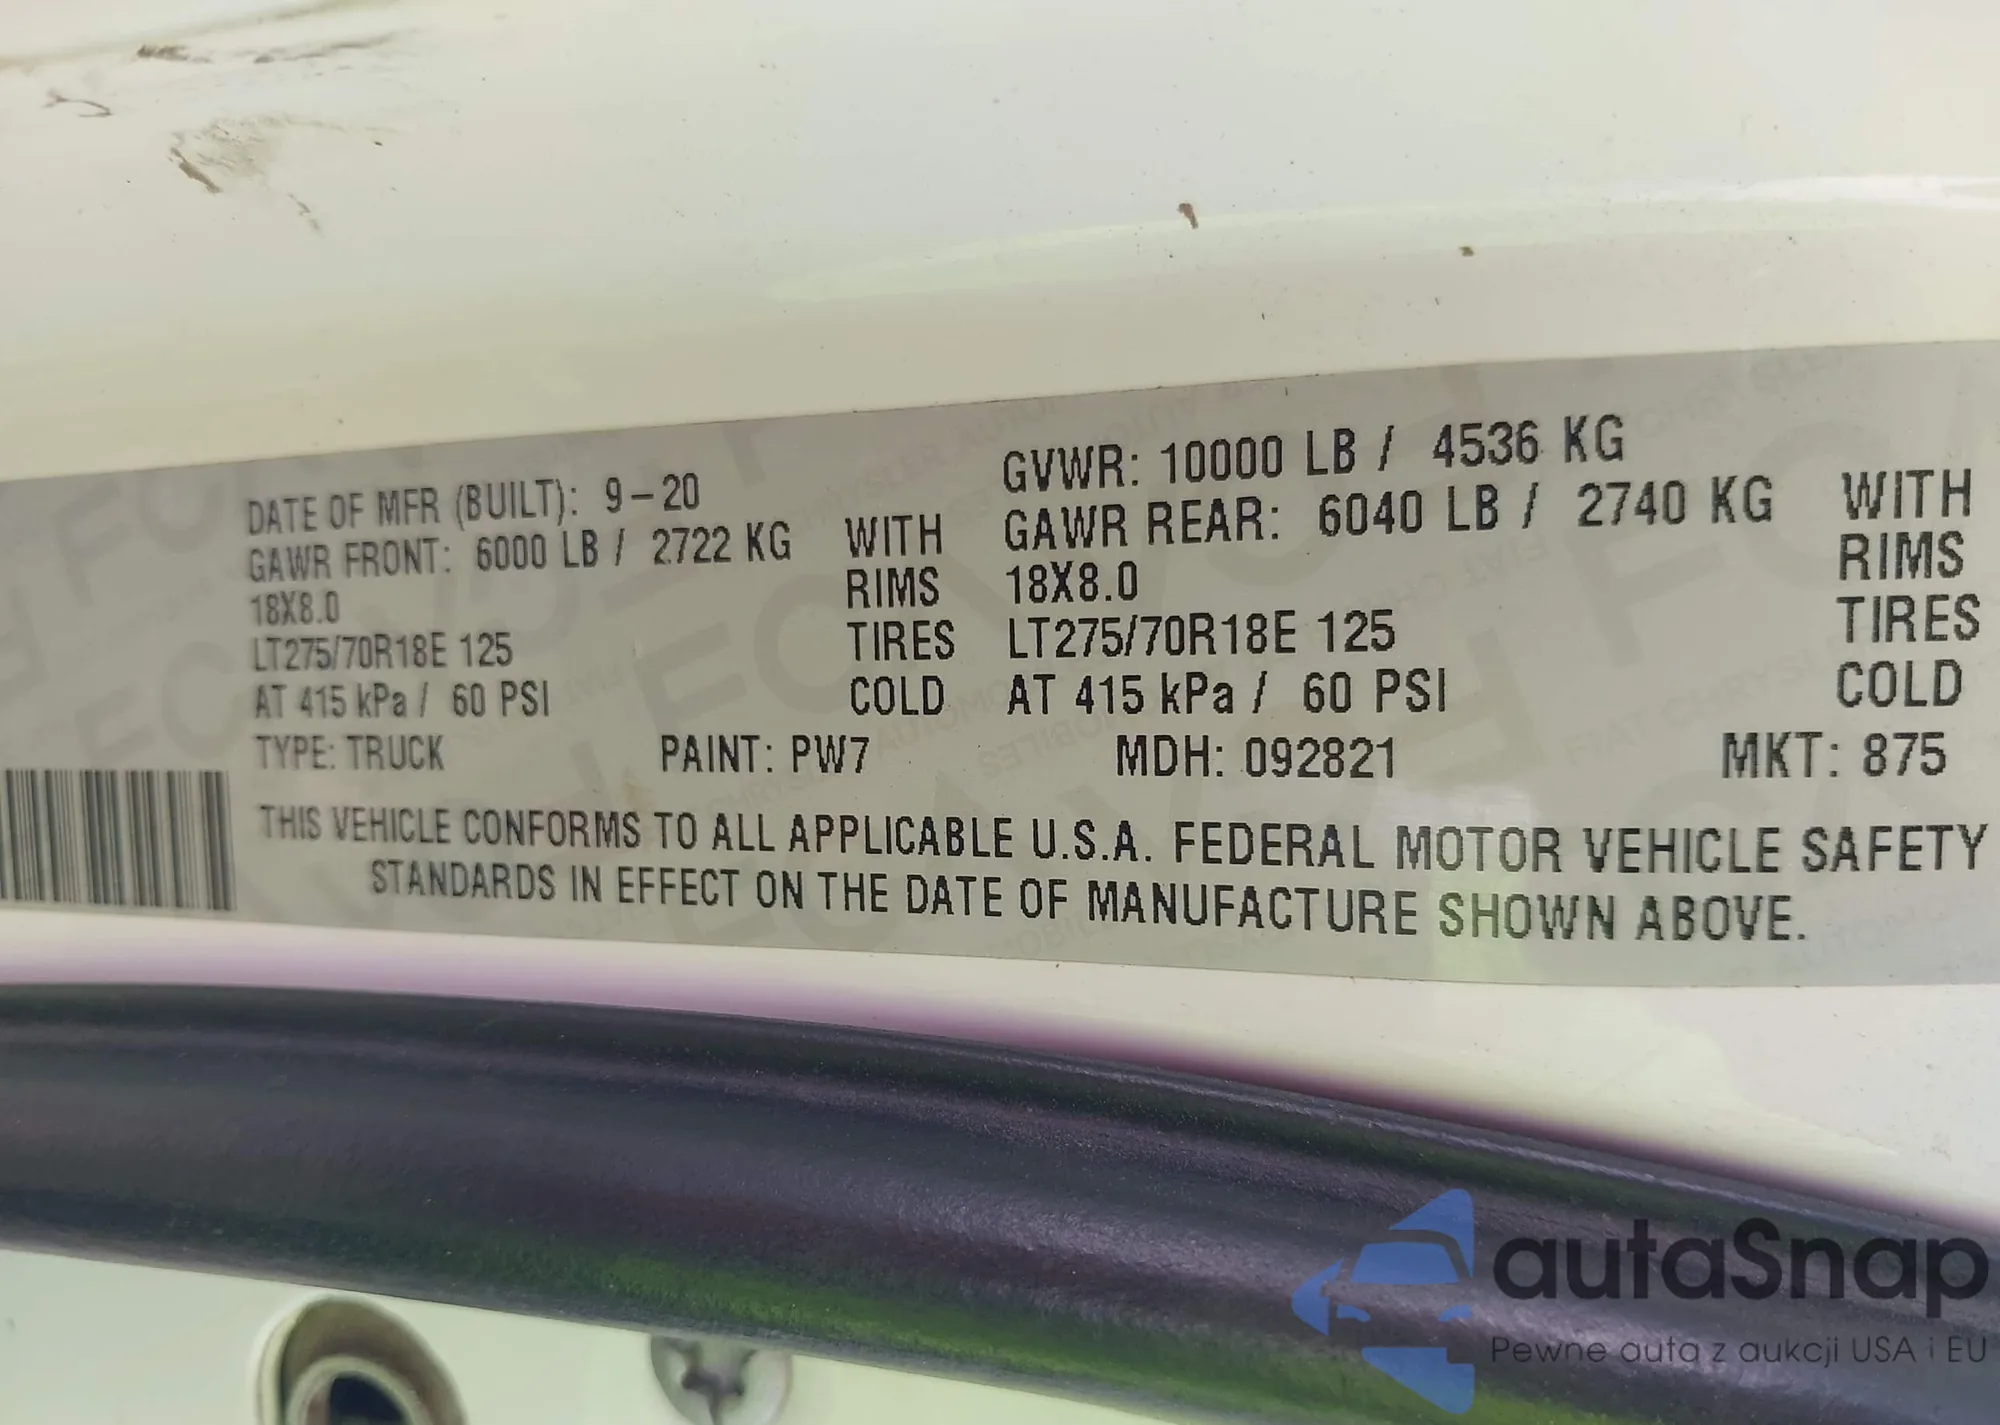 DATE OF MFR (BUILT): 9-20 GVWR: 10000 LB / 4536 KG
GAWR FRONT: 6000 LB / 2722 KG WITH GAWR REAR: 6040 LB / 2740 KG WITH
18X8.0 RIMS 18X8.0 RIMS
LT275/70R18E 125 TIRES LT275/70R18E 125 TIRES
AT 415 kPa / 60 PSI COLD AT 415 kPa / 60 PSI COLD
TYPE: TRUCK PAINT: PW7 MDH: 092821 MKT: 875
THIS VEHICLE CONFORMS TO ALL APPLICABLE U.S.A. FEDERAL MOTOR VEHICLE SAFETY
STANDARDS IN EFFECT ON THE DATE OF MANUFACTURE SHOWN ABOVE.
autaSnap
Pewne auta z aukcji USA i EU